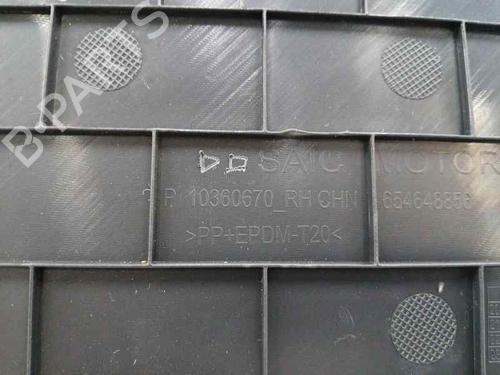 B-PARTS
SAIC MOTOR
P 10360670_RH CHN 654648856
>PP+EPDM-T20<